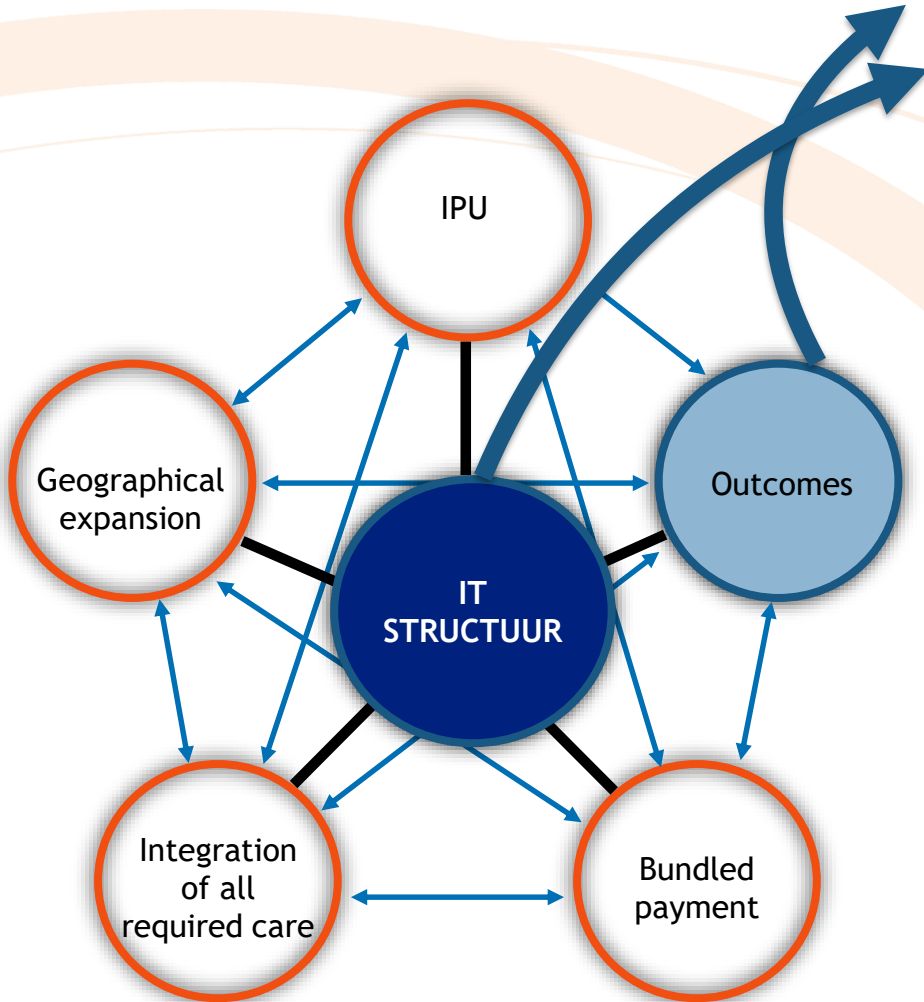 IPU
Geographical
expansion
Outcomes
IT
STRUCTUUR
Integration
of all
required care
Bundled
payment